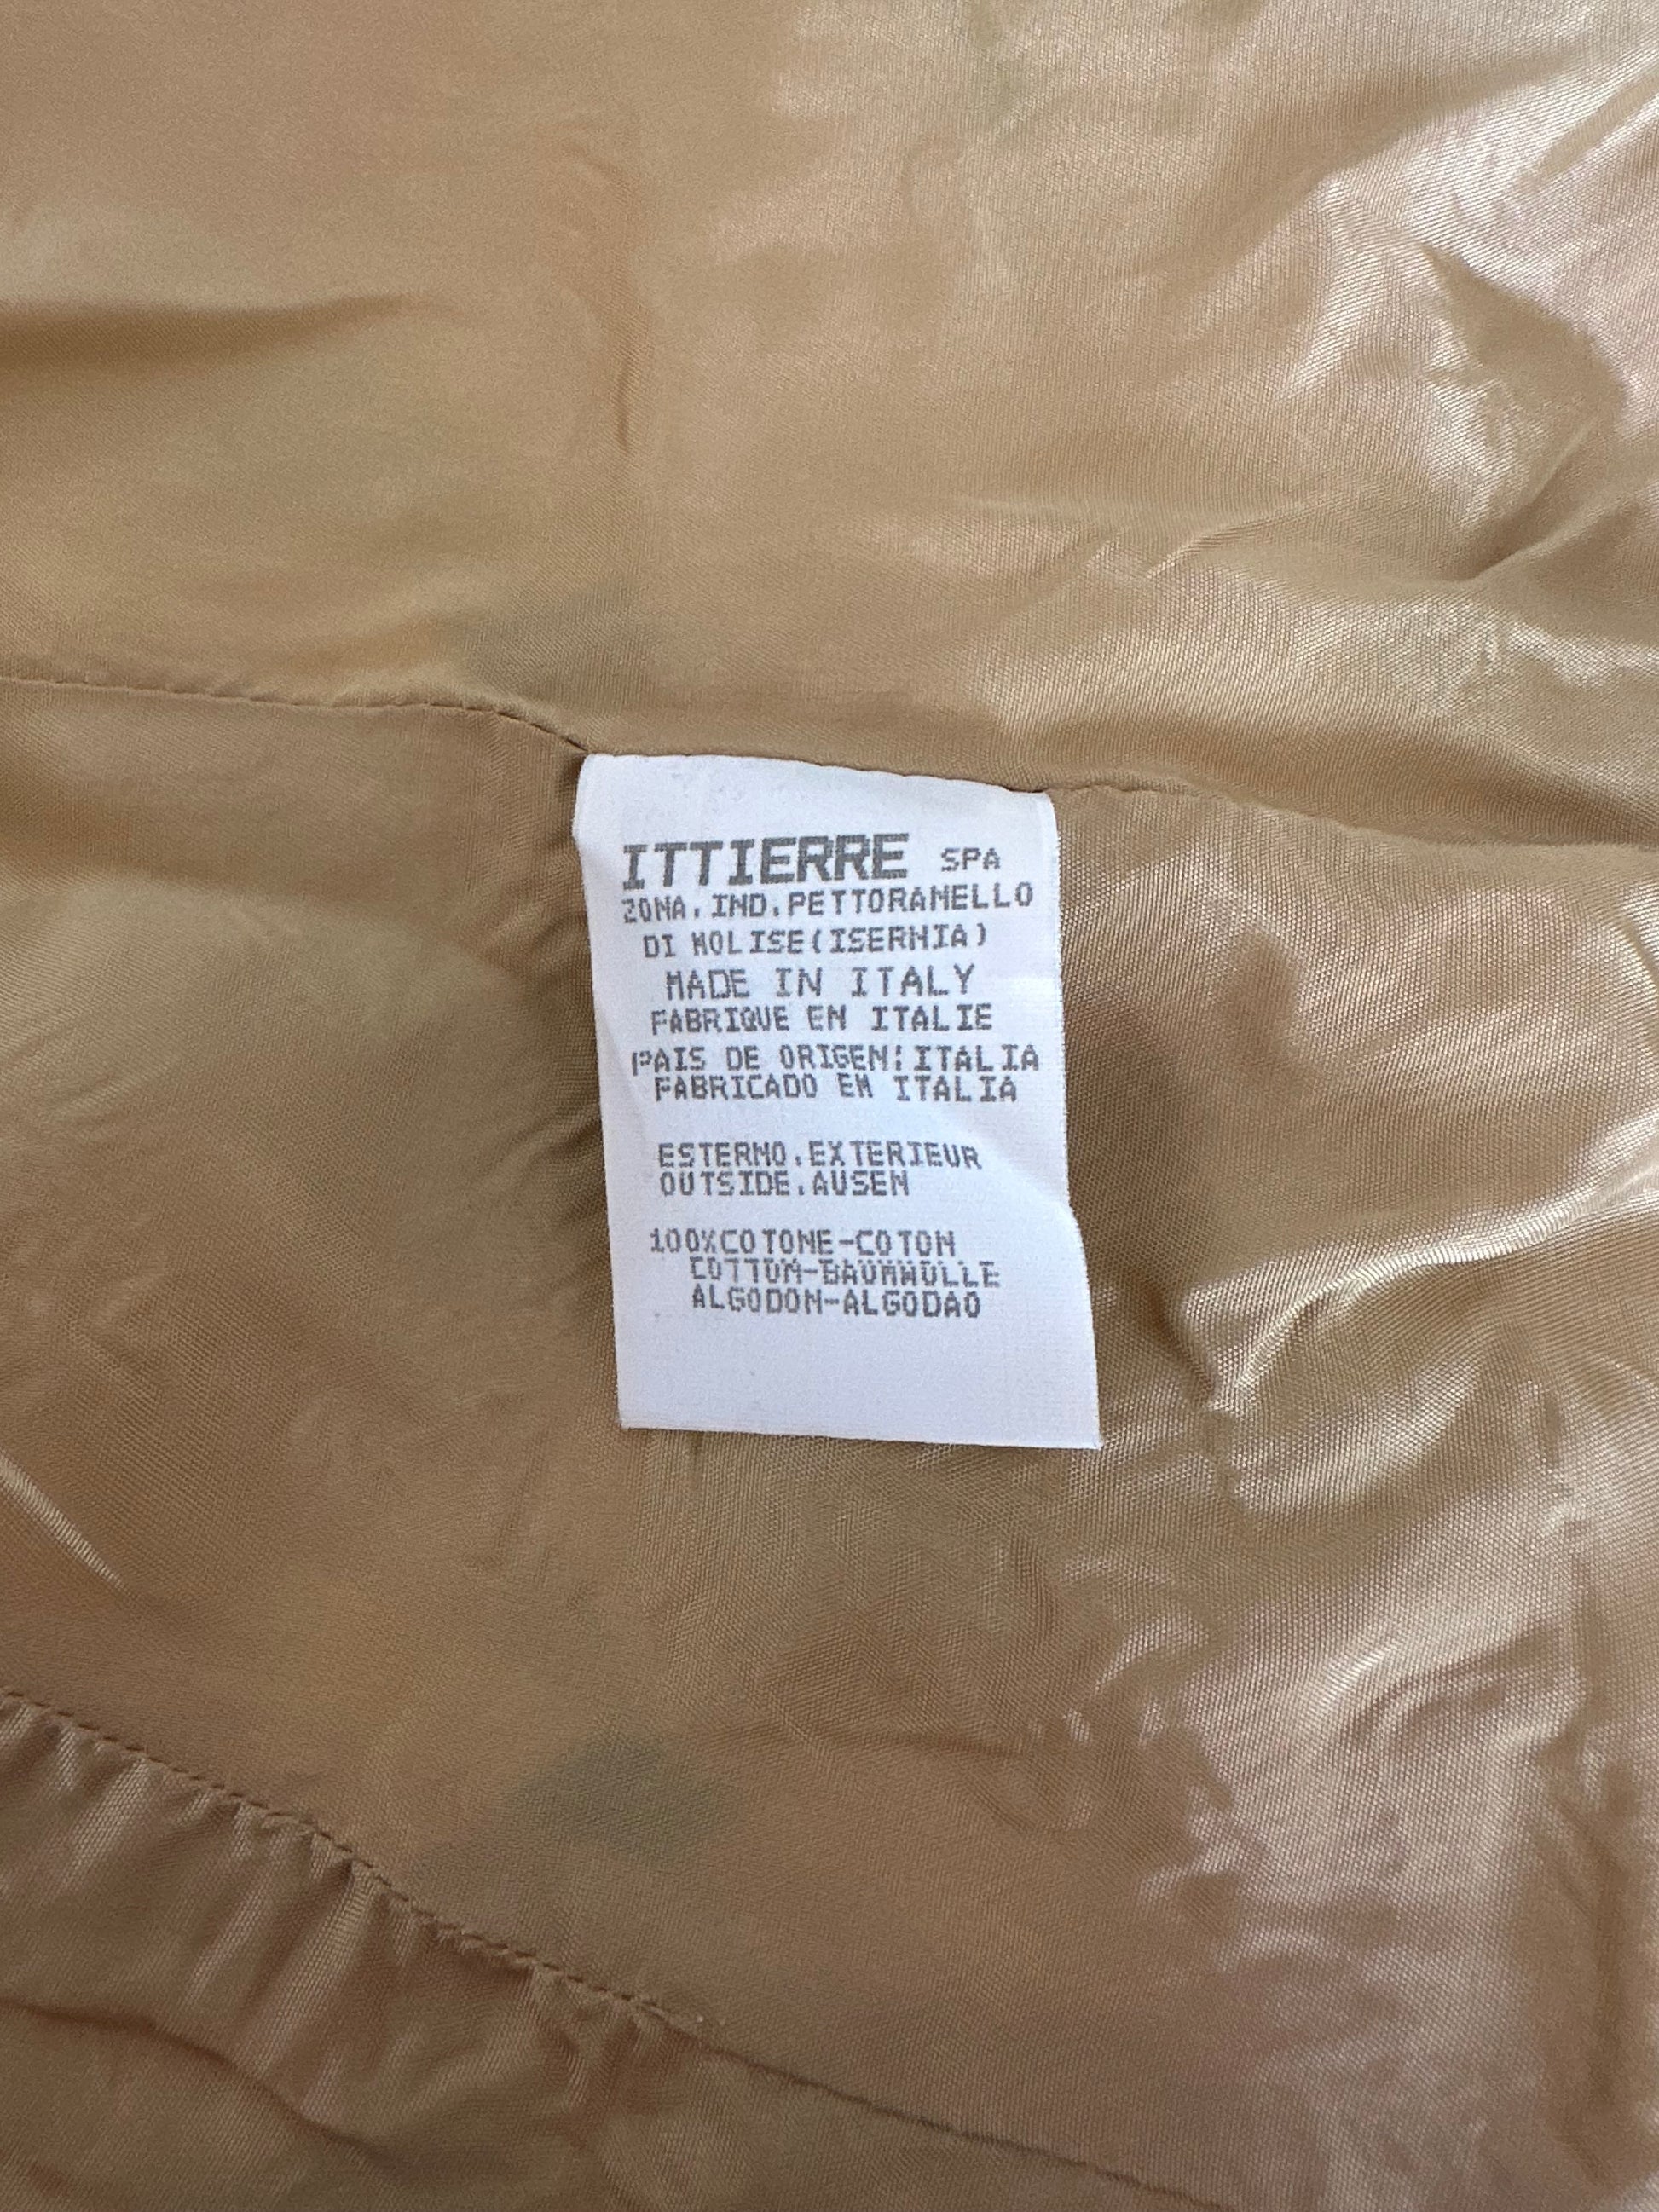 ITTIERRE SPA
ZONA.IND.PETTORANELLO
DI MOLISE(ISERNIA)
MADE IN ITALY
FABRIQUE EN ITALIE
PAIS DE ORIGEN:ITALIA
FABRICADO EN ITALIA
ESTERNO.EXTERIEUR
OUTSIDE.AUSEN
100%COTONE-COTON
COTTON-BAUMWOLLE
ALGODON-ALGODAO